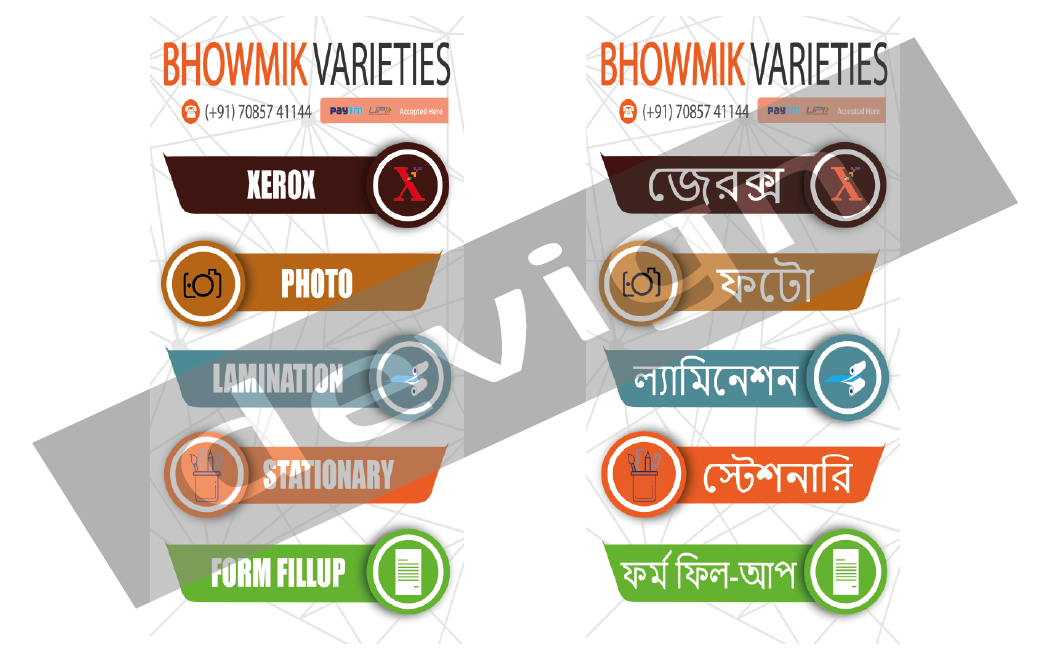 BHOWMIK VARIETIES
(+91) 70857 41144 Paytm UPI Accepted Here
XEROX
PHOTO
LAMINATION
STATIONARY
FORM FILLUP
BHOWMIK VARIETIES
(+91) 70857 41144 Paytm UPI Accepted Here
জেরক্স
ফটো
ল্যামিনেশন
স্টেশনারি
ফর্ম ফিল-আপ
devign